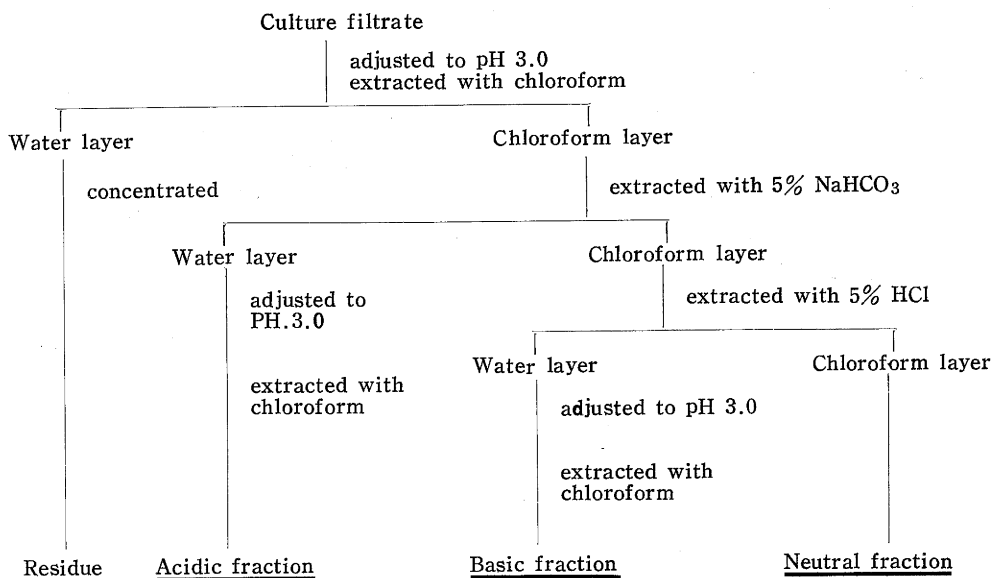 Culture filtrate
adjusted to pH 3.0
extracted with chloroform
Water layer
Chloroform layer
concentrated
extracted with 5% NaHCO₃
Water layer
Chloroform layer
adjusted to
PH.3.0
extracted with 5% HCl
Water layer
Chloroform layer
extracted with
chloroform
adjusted to pH 3.0
extracted with
chloroform
Residue
Acidic fraction
Basic fraction
Neutral fraction